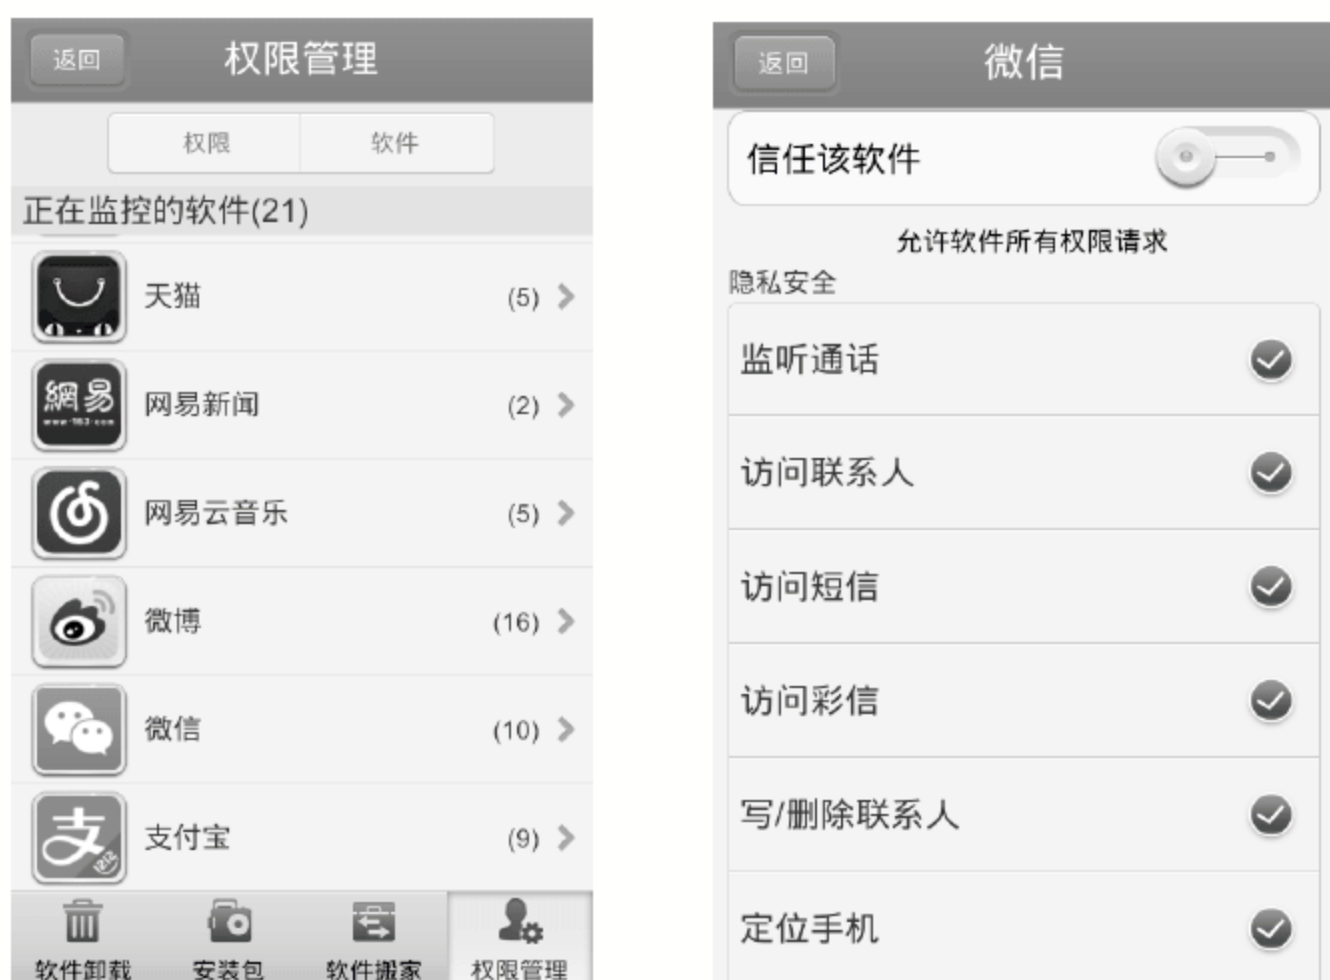 返回
权限管理
权限
软件
正在监控的软件(21)
天猫
(5)
網易
www·163·com
网易新闻
(2)
网易云音乐
(5)
微博
(16)
微信
(10)
支
1212
支付宝
(9)
软件卸载
安装包
软件搬家
权限管理
返回
微信
信任该软件
允许软件所有权限请求
隐私安全
监听通话
访问联系人
访问短信
访问彩信
写/删除联系人
定位手机